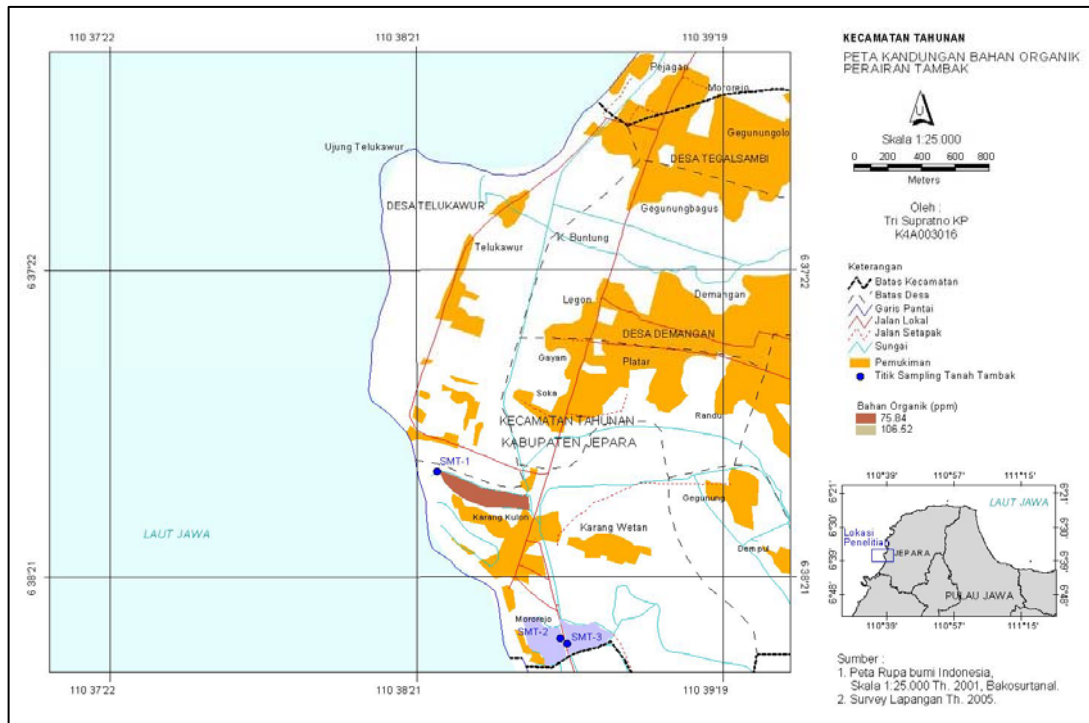 110 37'22
110 38'21
110 39'19
KECAMATAN TAHUNAN
PETA KANDUNGAN BAHAN ORGANIK
PERAIRAN TAMBAK
U
Skala 1:25.000
0 200 400 600 800
Meters
Oleh :
Tri Supratno KP
K4A003016
Keterangan
Batas Kecamatan
Batas Desa
Garis Pantai
Jalan Lokal
Jalan Setapak
Sungai
Pemukiman
Titik Sampling Tanah Tambak
Bahan Organik (ppm)
75.84
106.52
Pejagan
Mororejo
Gegunungolo
Ujung Telukawur
DESA TEGALSAMBI
DESA TELUKAWUR
Gegunungbagus
Telukawur
K. Buntung
6 37'22
6 37'22
Legon
Demangan
DESA DEMANGAN
Gayam
Platar
Soka
Randu
KECAMATAN TAHUNAN –
KABUPATEN JEPARA
SMT-1
Gegunung
Karang Kulon
Karang Wetan
LAUT JAWA
Dempul
6 38'21
6 38'21
Mororejo
SMT-2
SMT-3
110 37'22
110 38'21
110 39'19
110°39'
110°57'
111°15'
6°21'
6°21'
LAUT JAWA
6°30'
6°30'
Lokasi
Penelitian
6°39'
6°39'
JEPARA
6°48'
6°48'
PULAU JAWA
110°39'
110°57'
111°15'
Sumber :
1. Peta Rupa bumi Indonesia,
Skala 1:25.000 Th. 2001, Bakosurtanal.
2. Survey Lapangan Th. 2005.